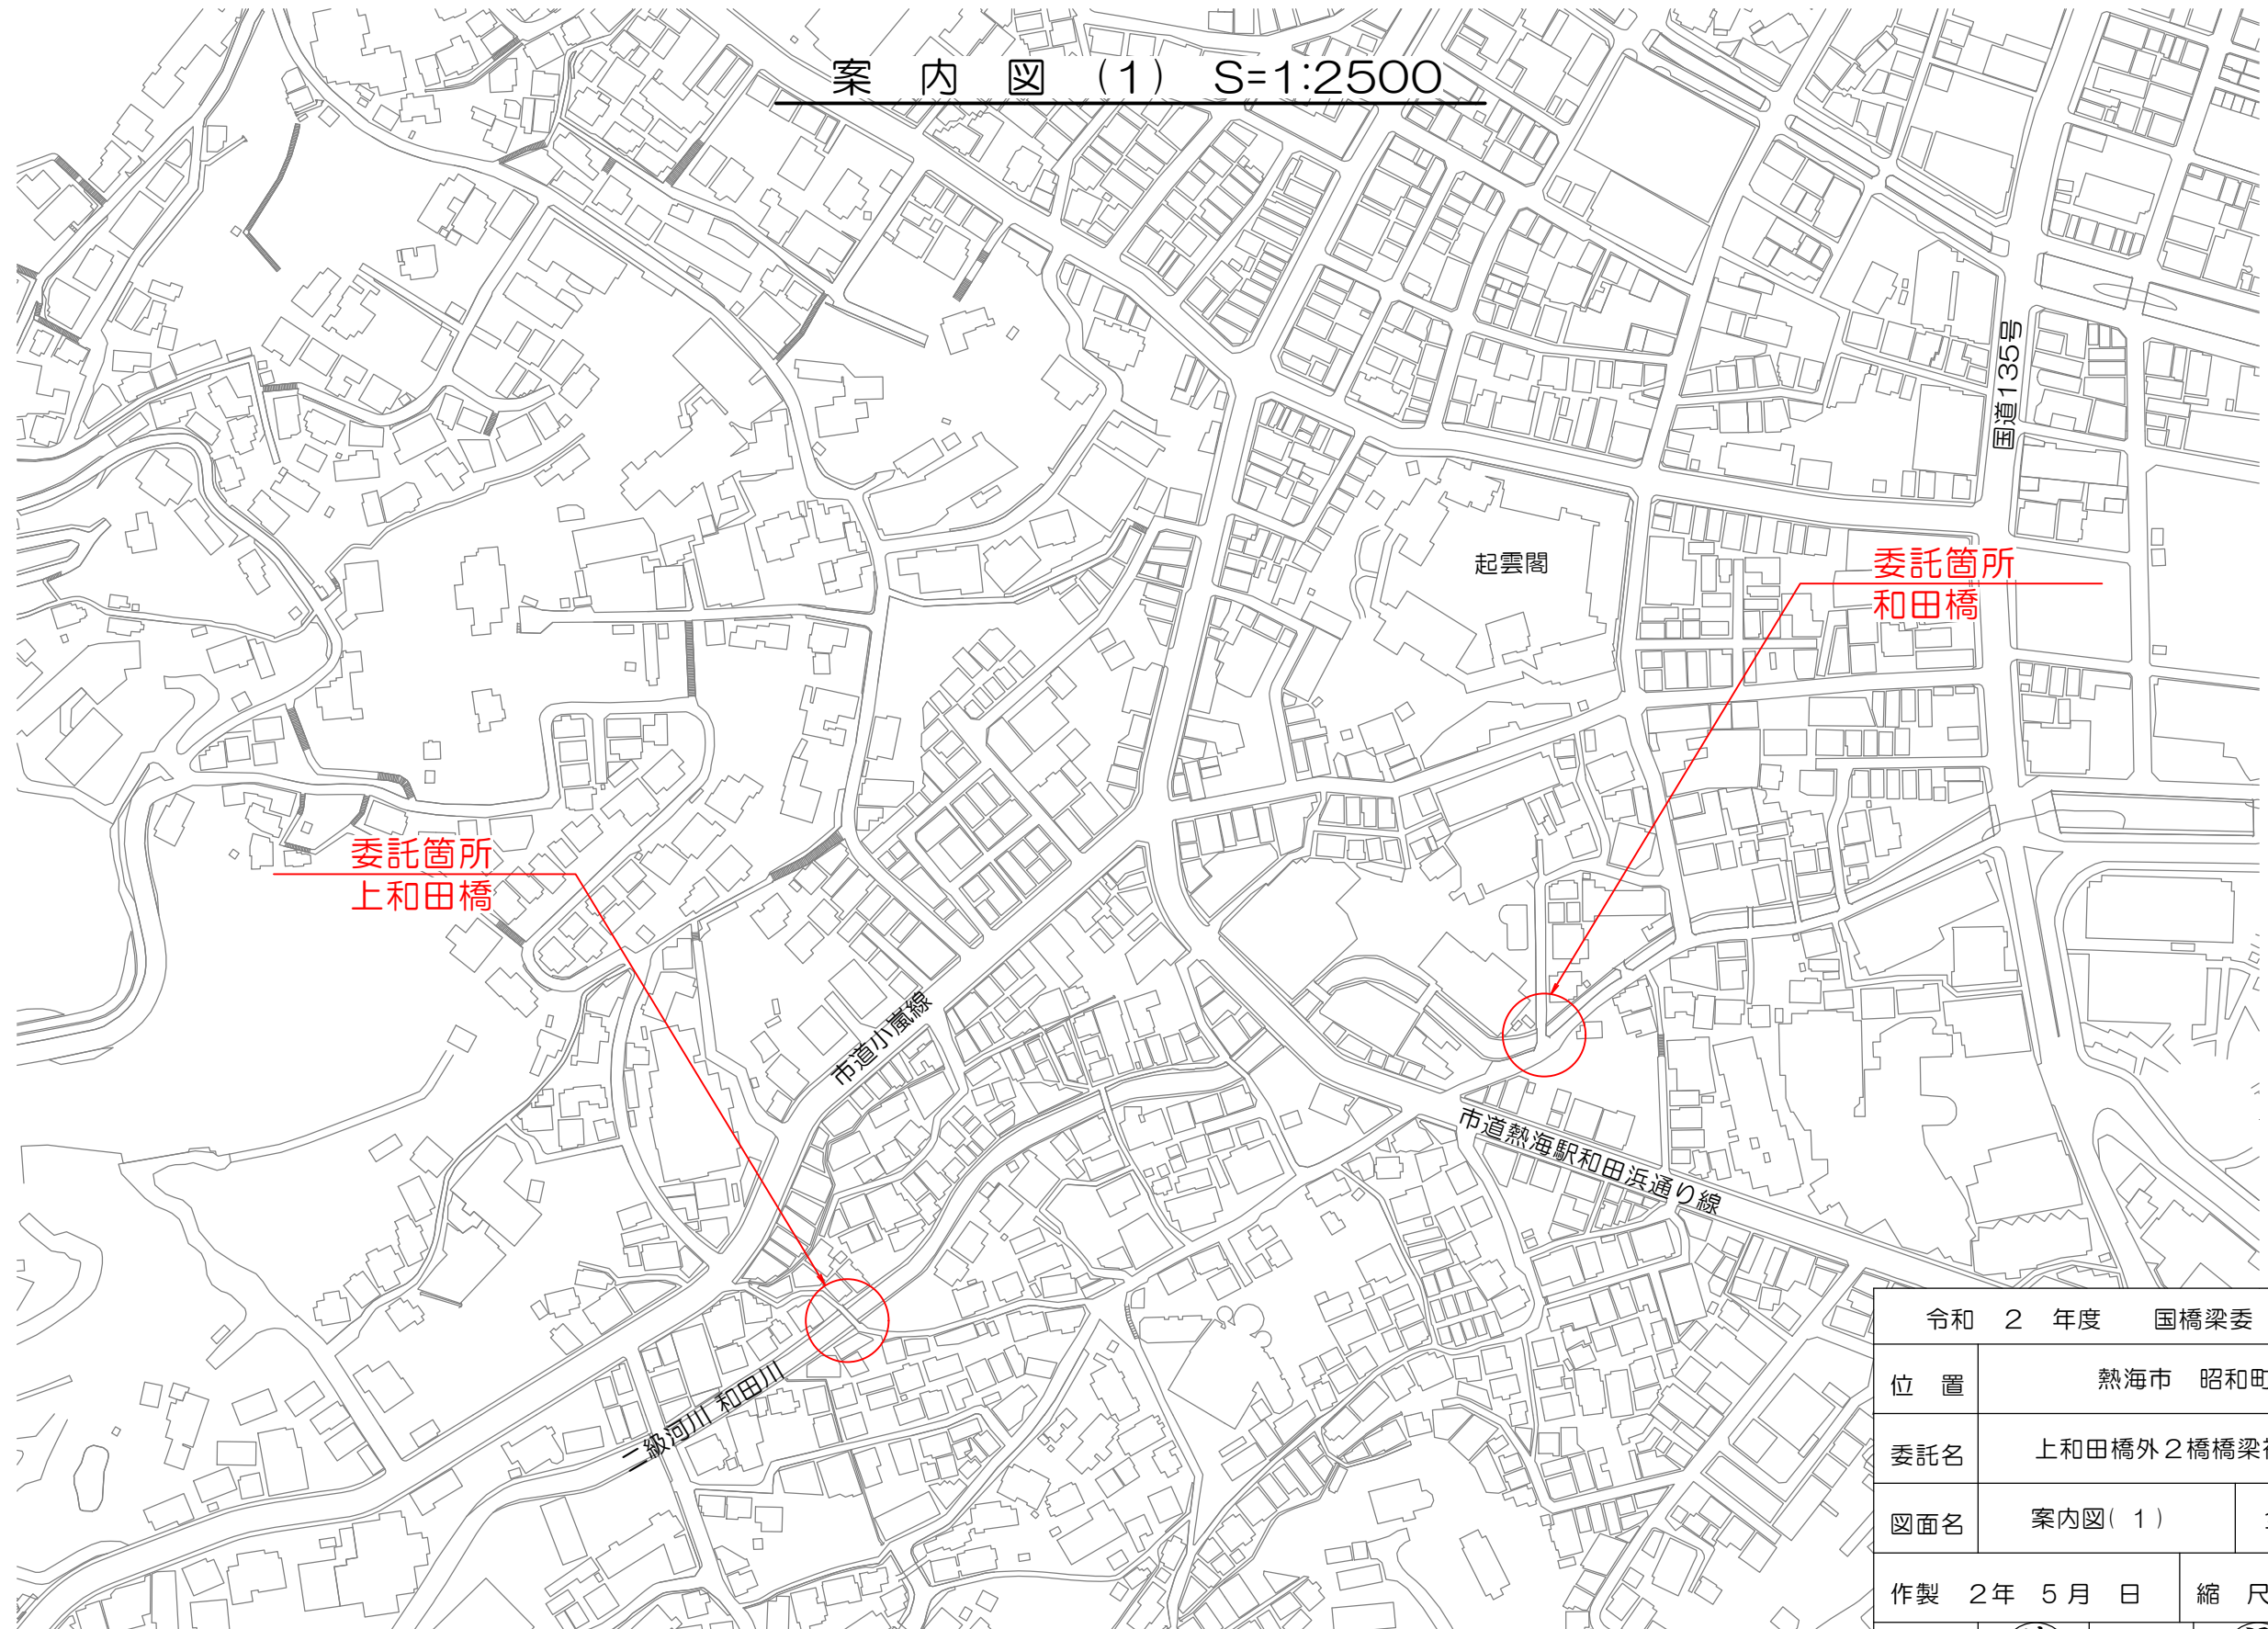 案 内 図 (1) S=1:2500
国道135号
起雲閣
委託箇所
和田橋
委託箇所
上和田橋
市道小嵐線
市道熱海駅和田浜通り線
二級河川 和田川
令和 2 年度 国橋梁委
位 置 熱海市 昭和町
委託名 上和田橋外2橋橋梁補
図面名 案内図( 1 )
作製 2年 5月 日 縮 尺